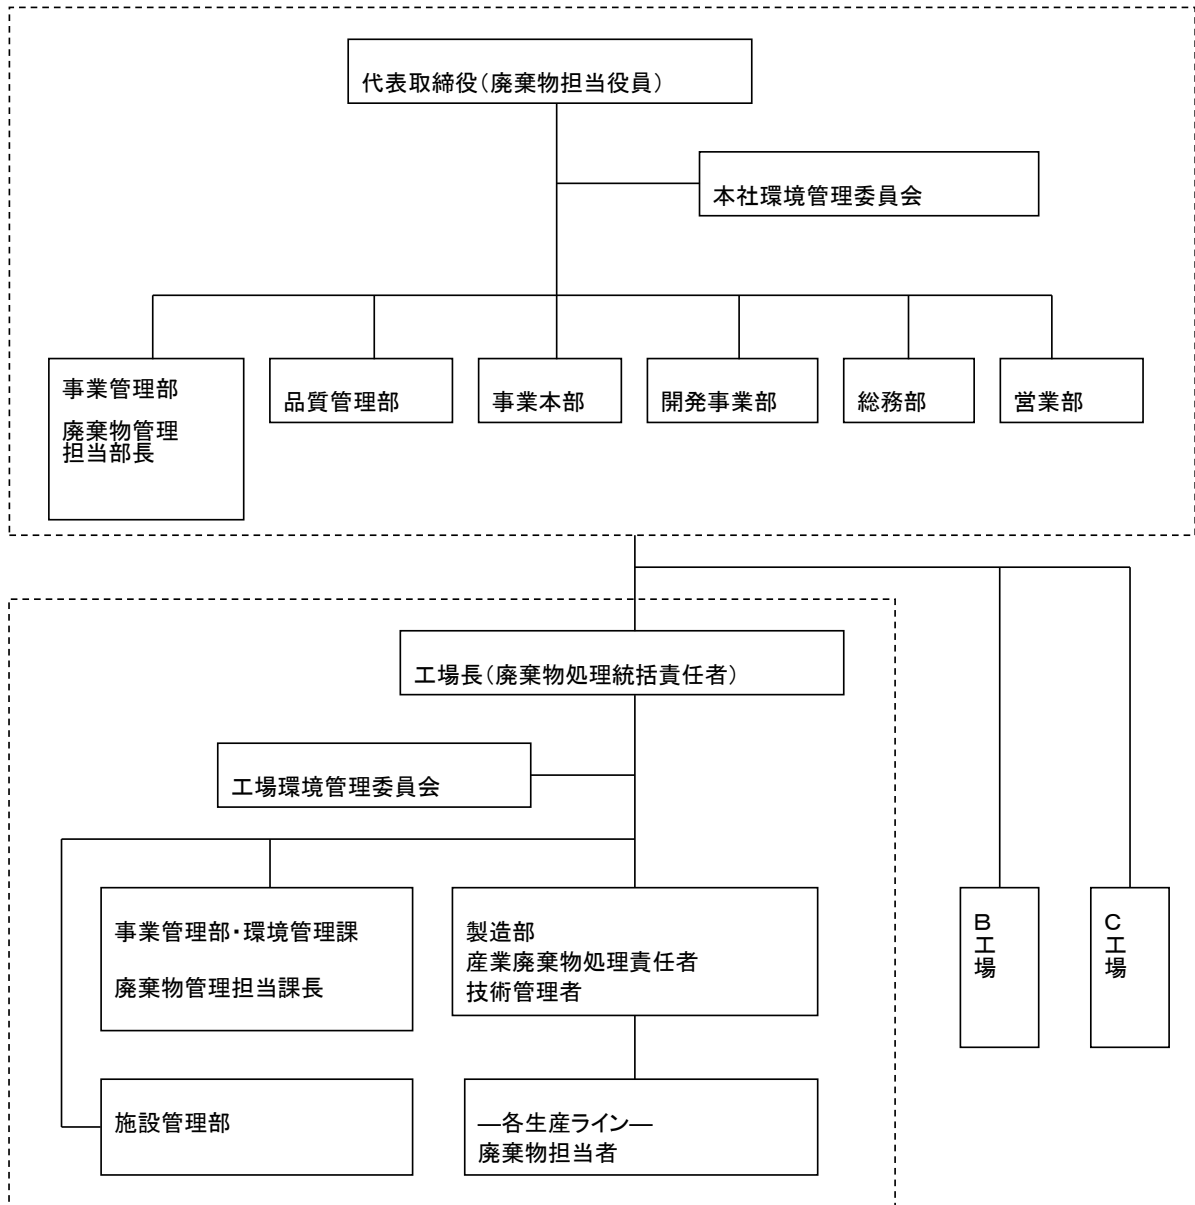 代表取締役（廃棄物担当役員）
本社環境管理委員会
事業管理部
廃棄物管理
担当部長
品質管理部
事業本部
開発事業部
総務部
営業部
工場長（廃棄物処理統括責任者）
工場環境管理委員会
事業管理部・環境管理課
廃棄物管理担当課長
製造部
産業廃棄物処理責任者
技術管理者
B工場
C工場
施設管理部
―各生産ライン―
廃棄物担当者